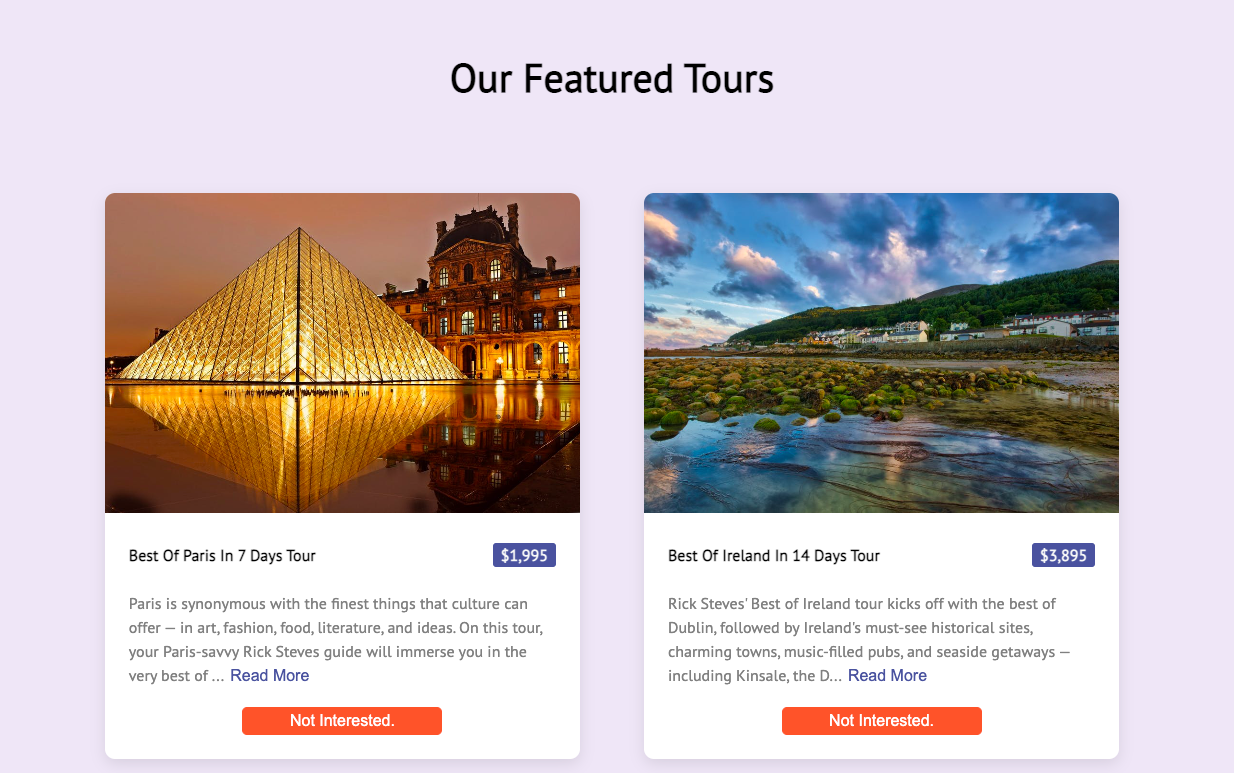 Our Featured Tours
Best Of Paris In 7 Days Tour
$1,995
Paris is synonymous with the finest things that culture can
offer — in art, fashion, food, literature, and ideas. On this tour,
your Paris-savvy Rick Steves guide will immerse you in the
very best of ... Read More
Not Interested.
Best Of Ireland In 14 Days Tour
$3,895
Rick Steves' Best of Ireland tour kicks off with the best of
Dublin, followed by Ireland's must-see historical sites,
charming towns, music-filled pubs, and seaside getaways —
including Kinsale, the D... Read More
Not Interested.